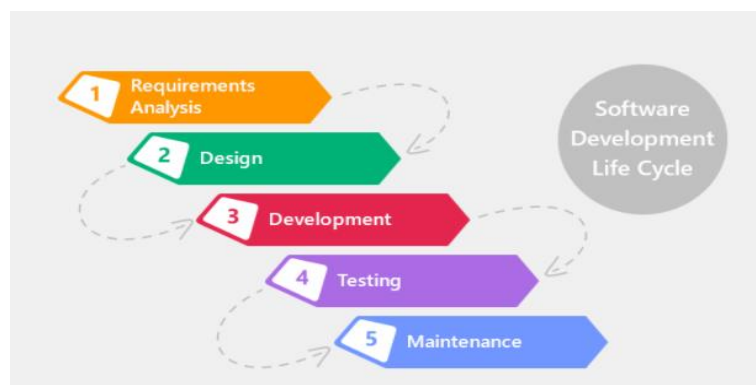 1
Requirements
Analysis
2
Design
3
Development
4
Testing
5
Maintenance
Software
Development
Life Cycle